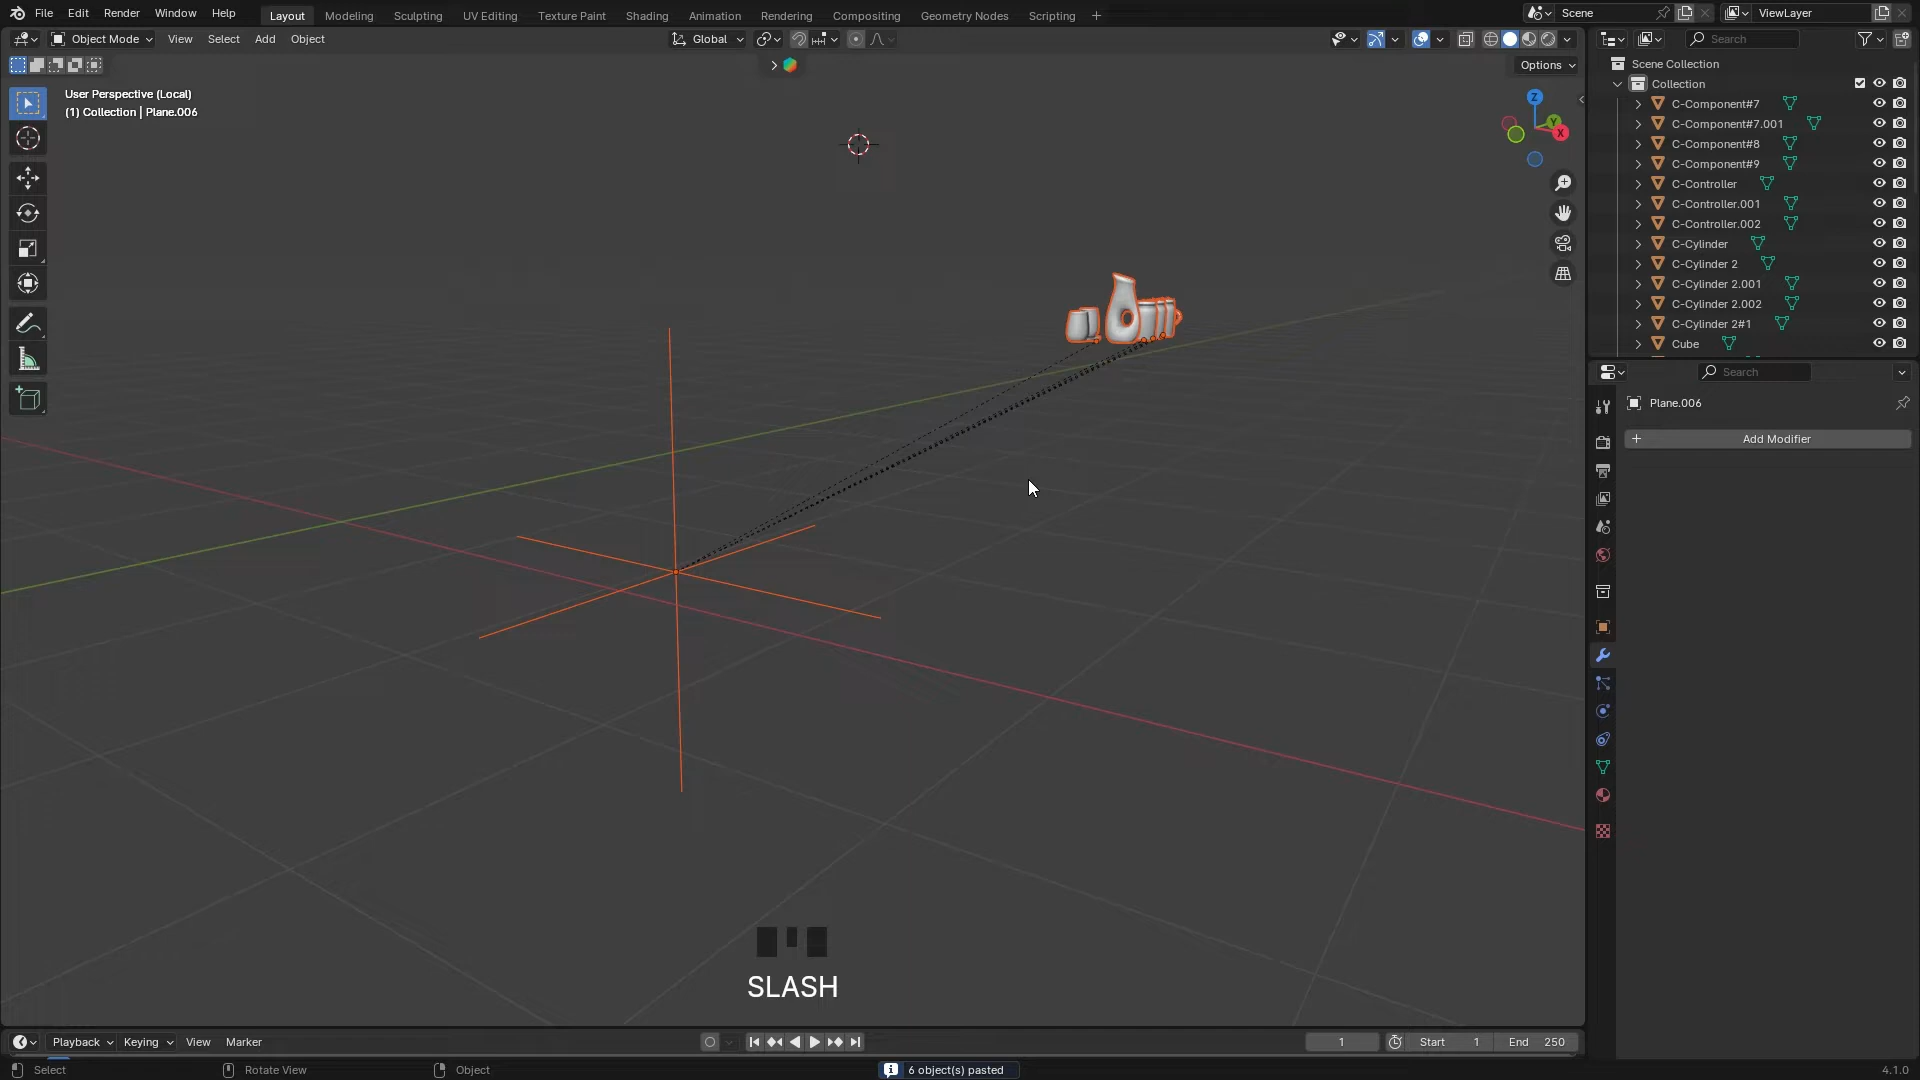 File Edit Render Window Help
Layout Modeling Sculpting UV Editing Texture Paint Shading Animation Rendering Compositing Geometry Nodes Scripting +
Scene
ViewLayer
Object Mode View Select Add Object
Global
Search
Options
User Perspective (Local)
(1) Collection | Plane.006
Z
Y
X
Scene Collection
Collection
C-Component#7
C-Component#7.001
C-Component#8
C-Component#9
C-Controller
C-Controller.001
C-Controller.002
C-Cylinder
C-Cylinder 2
C-Cylinder 2.001
C-Cylinder 2.002
C-Cylinder 2#1
Cube
Search
Plane.006
+ Add Modifier
SLASH
Playback Keying View Marker
1
Start 1
End 250
Select
Rotate View
Object
6 object(s) pasted
4.1.0